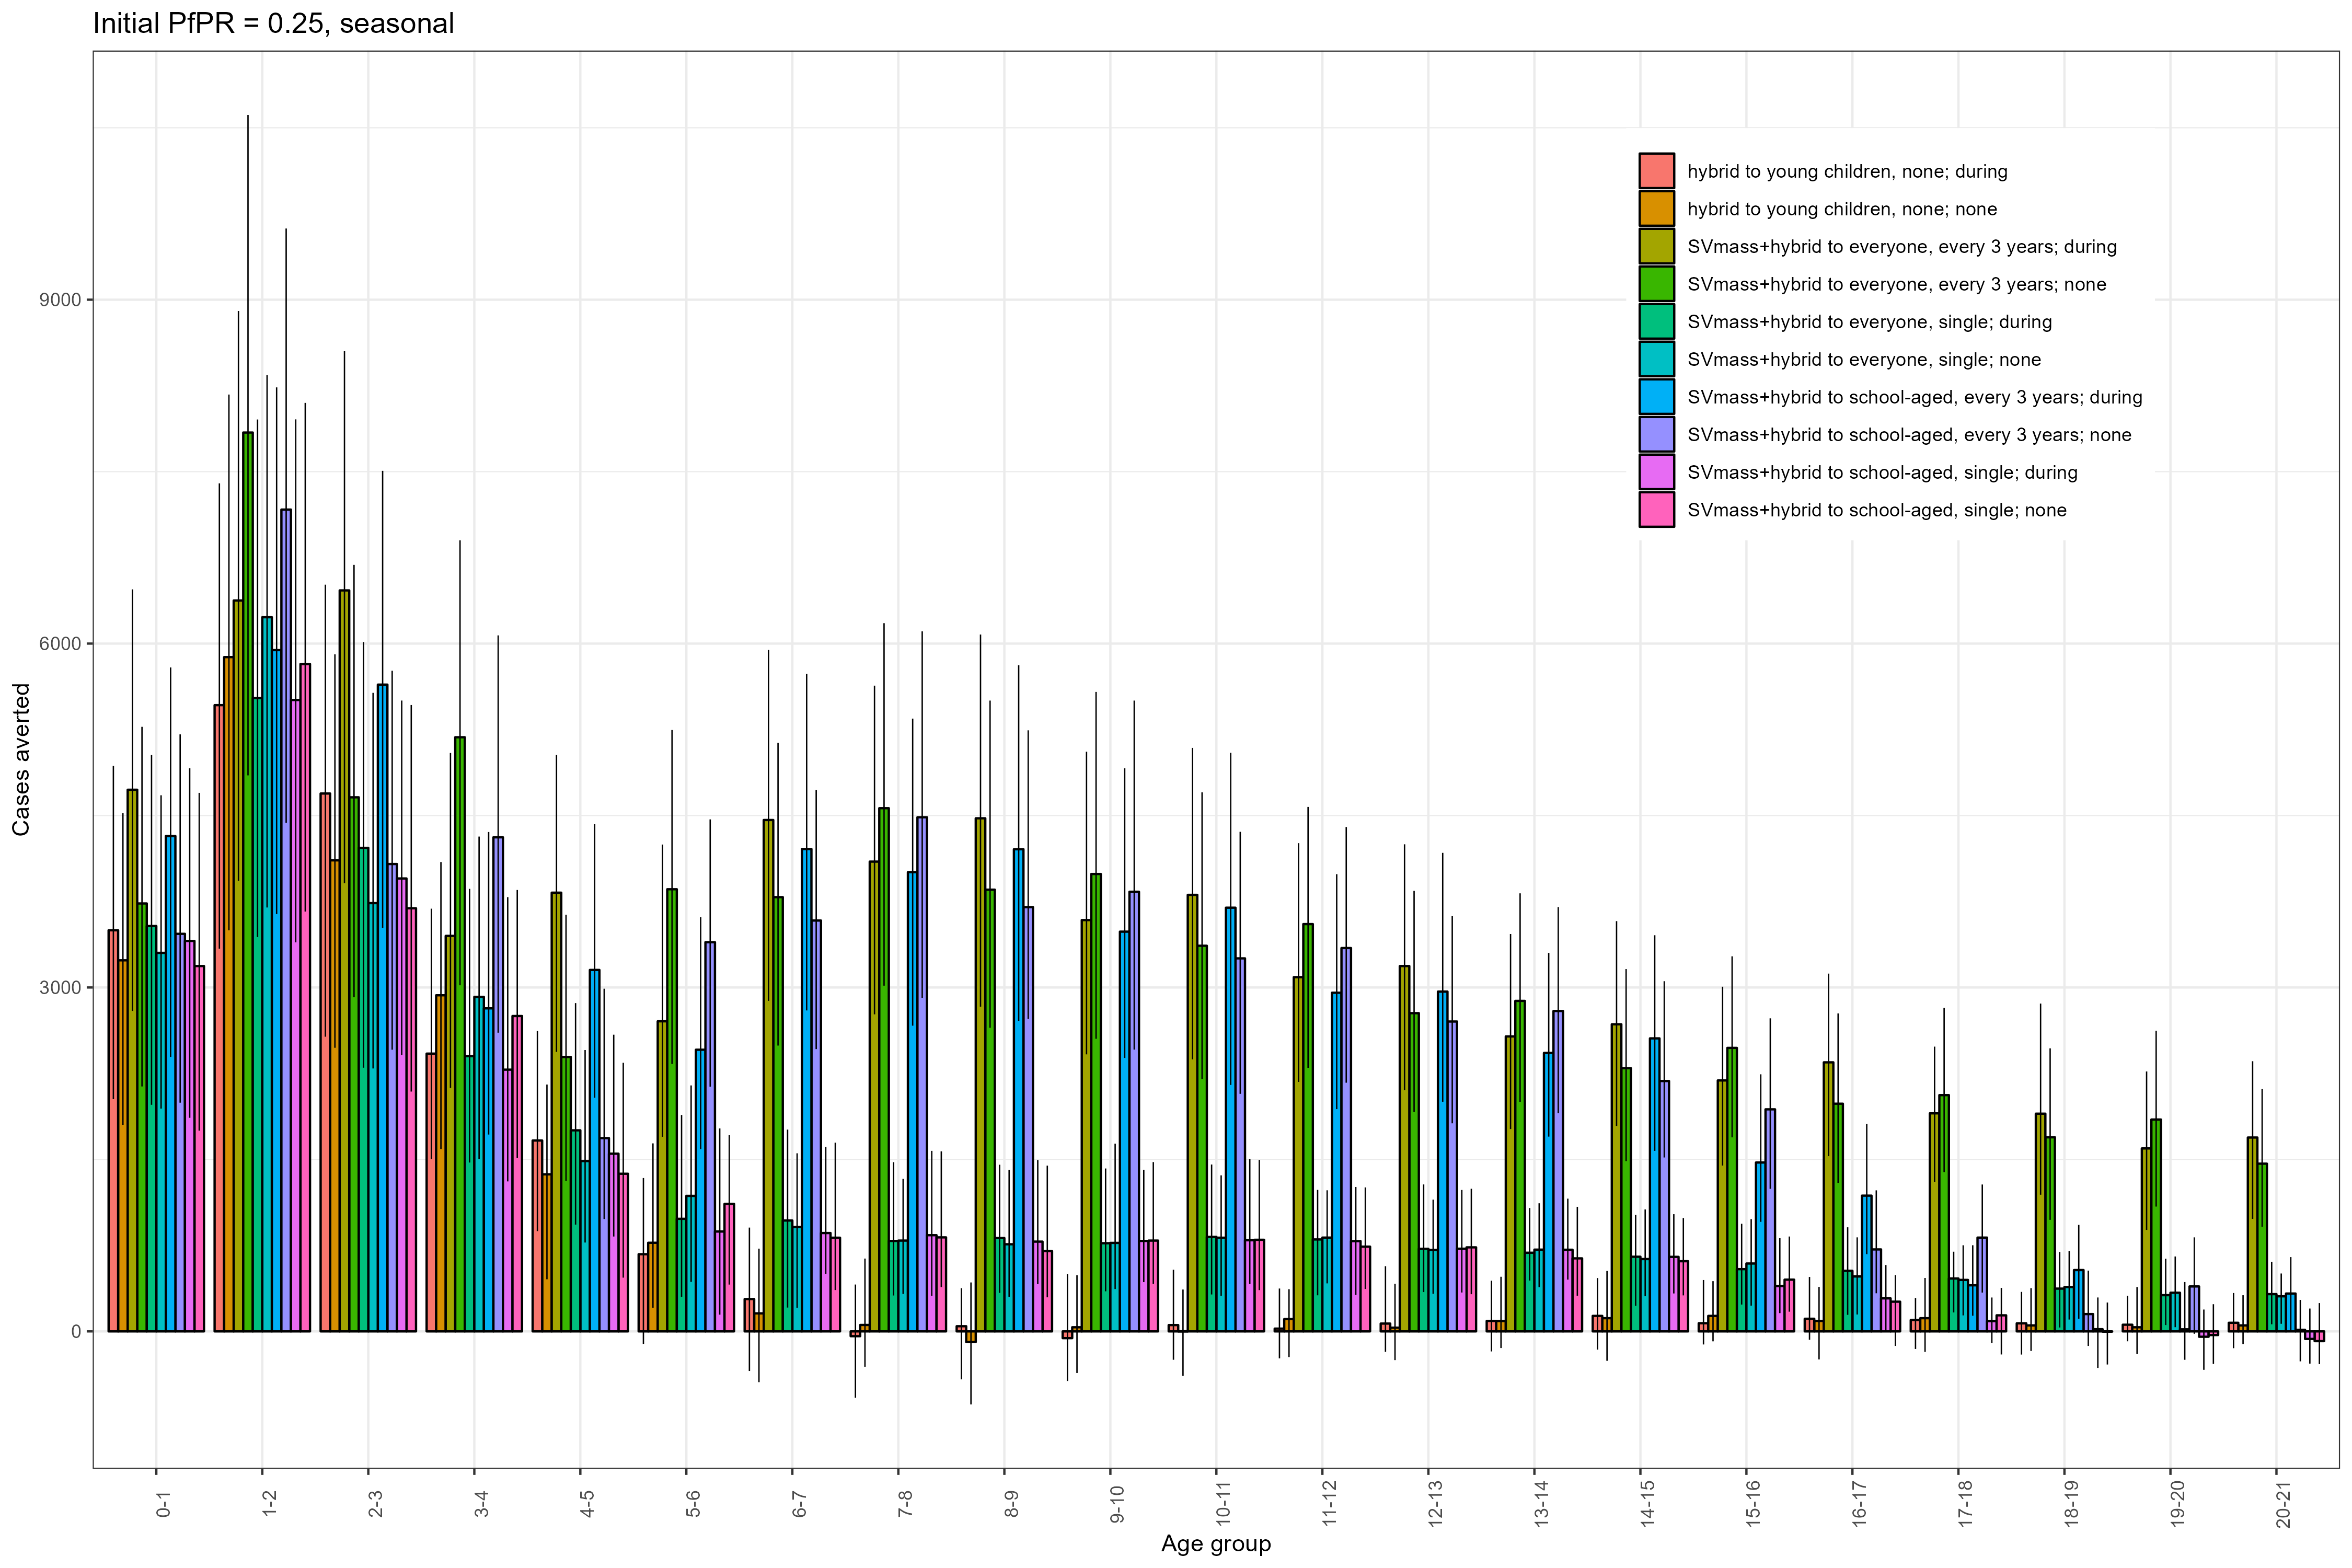 Initial PfPR = 0.25, seasonal
Cases averted
9000
6000
3000
0
hybrid to young children, none; during
hybrid to young children, none; none
SVmass+hybrid to everyone, every 3 years; during
SVmass+hybrid to everyone, every 3 years; none
SVmass+hybrid to everyone, single; during
SVmass+hybrid to everyone, single; none
SVmass+hybrid to school-aged, every 3 years; during
SVmass+hybrid to school-aged, every 3 years; none
SVmass+hybrid to school-aged, single; during
SVmass+hybrid to school-aged, single; none
0-1
1-2
2-3
3-4
4-5
5-6
6-7
7-8
8-9
9-10
10-11
11-12
12-13
13-14
14-15
15-16
16-17
17-18
18-19
19-20
20-21
Age group